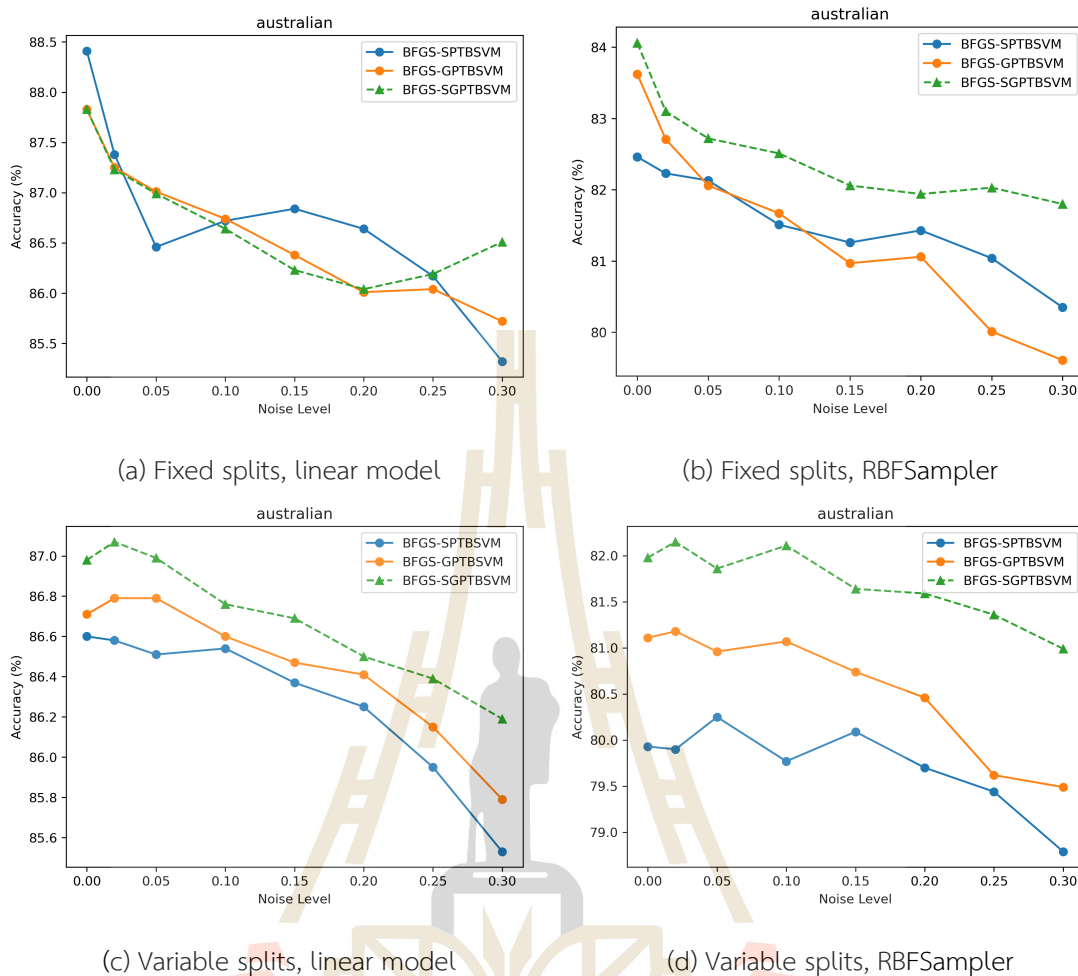 australian
88.5
88.0
87.5
87.0
86.5
86.0
85.5
Accuracy (%)
0.00 0.05 0.10 0.15 0.20 0.25 0.30
Noise Level
BFGS-SPTBSVM
BFGS-GPTBSVM
BFGS-SGPTBSVM
(a) Fixed splits, linear model
australian
84
83
82
81
80
Accuracy (%)
0.00 0.05 0.10 0.15 0.20 0.25 0.30
Noise Level
BFGS-SPTBSVM
BFGS-GPTBSVM
BFGS-SGPTBSVM
(b) Fixed splits, RBFSampler
australian
87.0
86.8
86.6
86.4
86.2
86.0
85.8
85.6
Accuracy (%)
0.00 0.05 0.10 0.15 0.20 0.25 0.30
Noise Level
BFGS-SPTBSVM
BFGS-GPTBSVM
BFGS-SGPTBSVM
(c) Variable splits, linear model
australian
82.0
81.5
81.0
80.5
80.0
79.5
79.0
Accuracy (%)
0.00 0.05 0.10 0.15 0.20 0.25 0.30
Noise Level
BFGS-SPTBSVM
BFGS-GPTBSVM
BFGS-SGPTBSVM
(d) Variable splits, RBFSampler